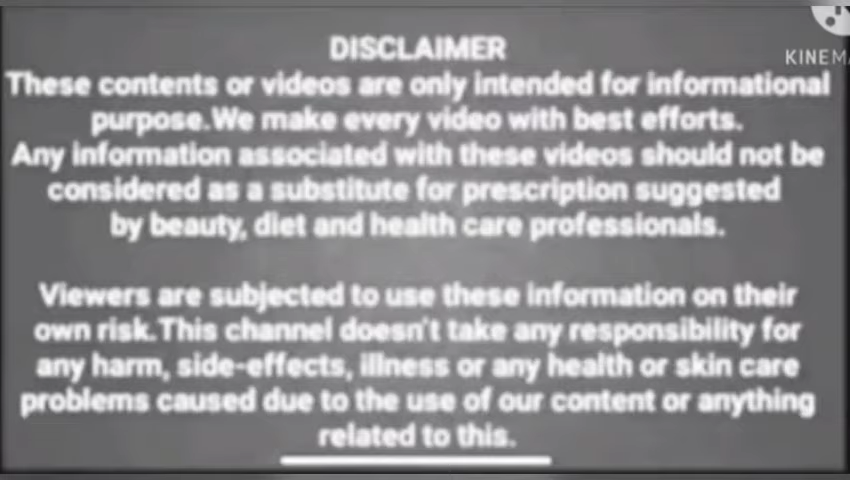 KINEMA
DISCLAIMER
These contents or videos are only intended for informational
purpose.We make every video with best efforts.
Any information associated with these videos should not be
considered as a substitute for prescription suggested
by beauty, diet and health care professionals.
Viewers are subjected to use these information on their
own risk.This channel doesn't take any responsibility for
any harm, side-effects, illness or any health or skin care
problems caused due to the use of our content or anything
related to this.